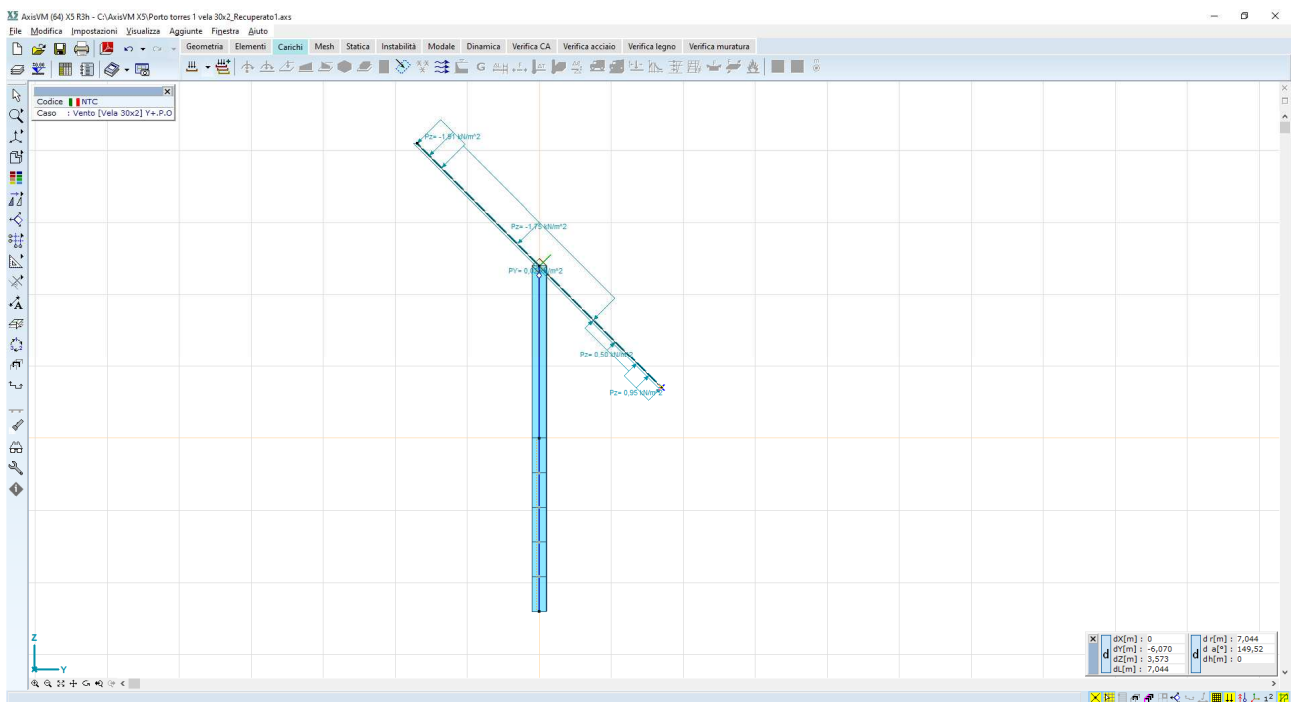 AxisVM (64) X5 R3h - C:\AxisVM X5\Porto torres 1 vela 30x2_Recuperato1.axs
File Modifica Impostazioni Visualizza Aggiunte Finestra Aiuto
Geometria Elementi Carichi Mesh Statica Instabilità Modale Dinamica Verifica CA Verifica acciaio Verifica legno Verifica muratura
Codice NTC
Caso : Vento [Vela 30x2] Y+.P.O
Pz= -1,91 kN/m^2
Pz= -1,75 kN/m^2
Pz= 0,50 kN/m^2
Pz= 0,95 kN/m^2
Z
Y
dX[m] : 0
dY[m] : -6,070
dZ[m] : 3,573
dL[m] : 7,044
d r[m] : 7,044
d a[°] : 149,52
dh[m] : 0
d
d